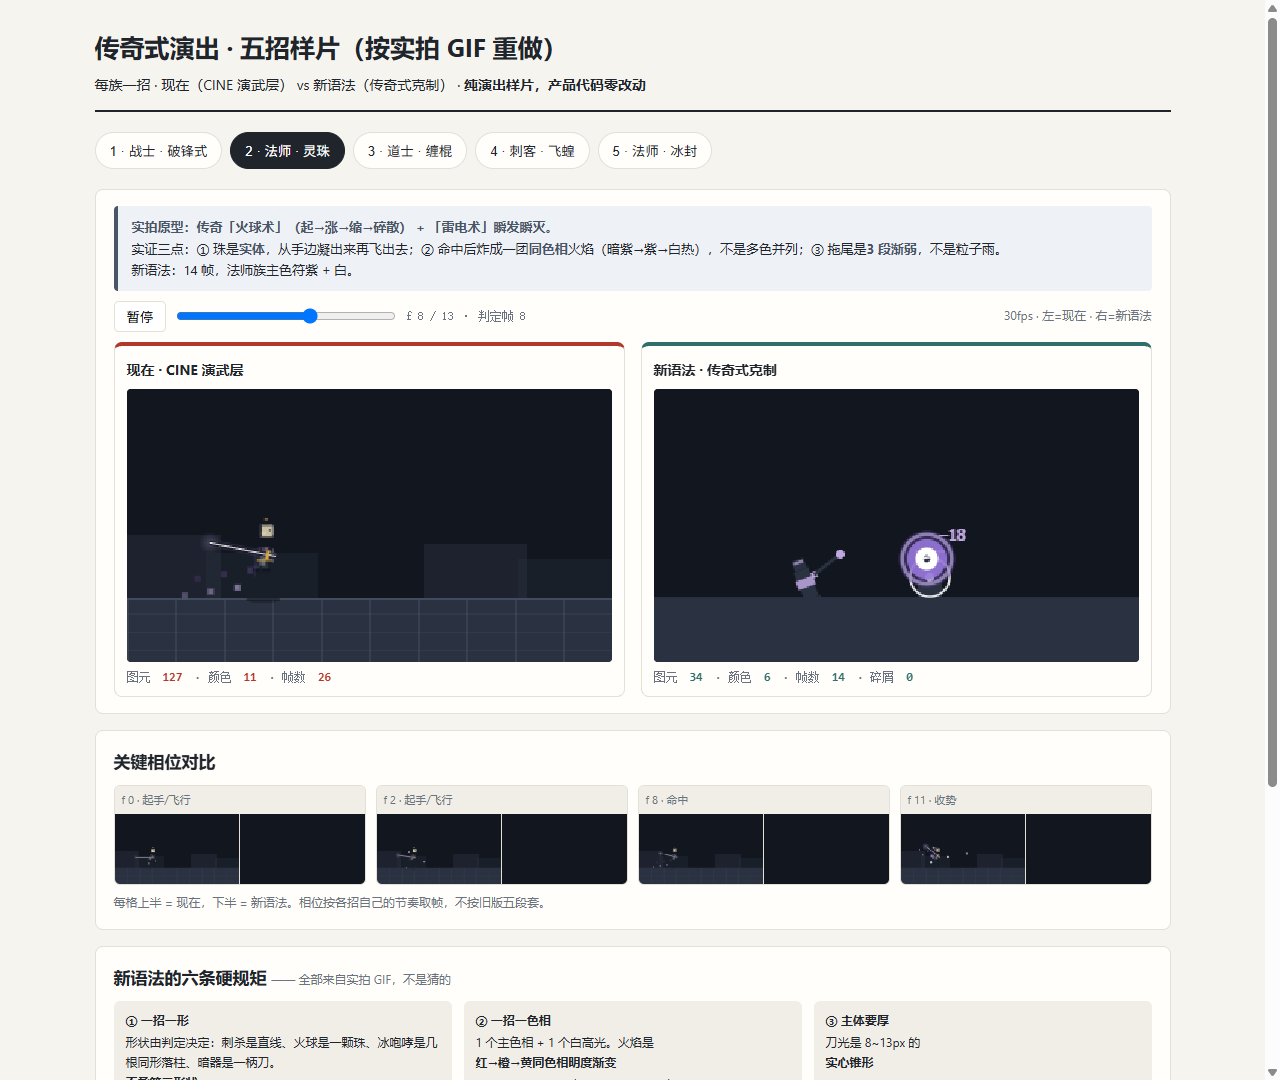 传奇式演出 · 五招样片（按实拍 GIF 重做）
每族一招 · 现在（CINE 演武层） vs 新语法（传奇式克制） · 纯演出样片，产品代码零改动
1 · 战士 · 破锋式
2 · 法师 · 灵珠
3 · 道士 · 缠棍
4 · 刺客 · 飞蝗
5 · 法师 · 冰封
实拍原型：传奇「火球术」（起→涨→缩→碎散） + 「雷电术」瞬发瞬灭。
实证三点：① 珠是实体，从手边凝出来再飞出去；② 命中后炸成一团同色相火焰（暗紫→紫→白热），不是多色并列；③ 拖尾是3 段渐弱，不是粒子雨。
新语法：14 帧，法师族主色符紫 + 白。
暂停
f 8 / 13 · 判定帧 8
30fps · 左=现在 · 右=新语法
现在 · CINE 演武层
新语法 · 传奇式克制
-18
图元 127 · 颜色 11 · 帧数 26
图元 34 · 颜色 6 · 帧数 14 · 碎屑 0
关键相位对比
f 0 · 起手/飞行
f 2 · 起手/飞行
f 8 · 命中
f 11 · 收势
每格上半 = 现在，下半 = 新语法。相位按各招自己的节奏取帧，不按旧版五段套。
新语法的六条硬规矩 —— 全部来自实拍 GIF，不是猜的
① 一招一形
形状由判定决定：刺杀是直线、火球是一颗珠、冰咆哮是几
根同形落柱、暗器是一柄刀。
② 一招一色相
1 个主色相 + 1 个白高光。火焰是
红→橙→黄同色相明度渐变
③ 主体要厚
刀光是 8~13px 的
实心锥形